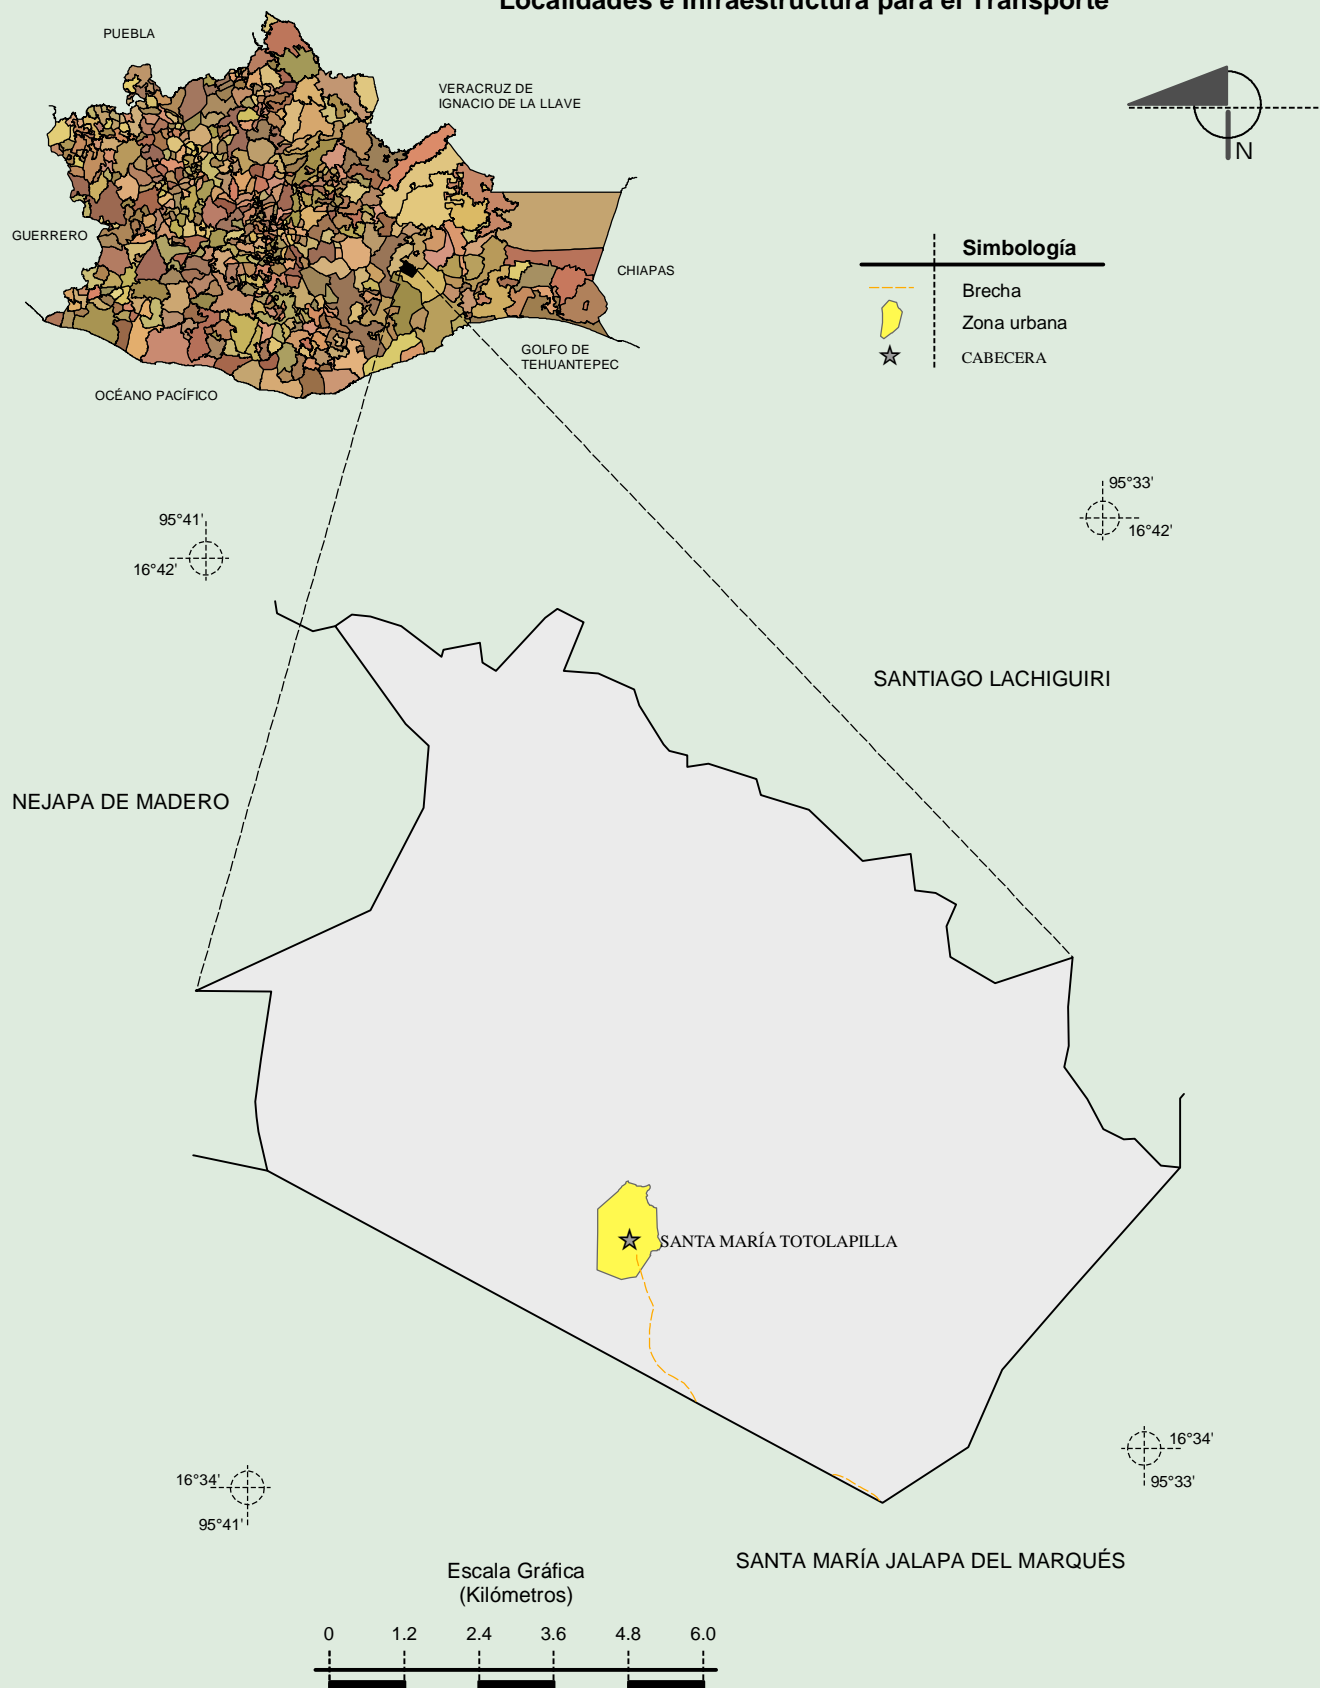 Localidades e Infraestructura para el Transporte
PUEBLA
VERACRUZ DE
IGNACIO DE LA LLAVE
N
GUERRERO
CHIAPAS
GOLFO DE
TEHUANTEPEC
OCÉANO PACÍFICO
Simbología
Brecha
Zona urbana
CABECERA
95°33'
16°42'
95°41'
16°42'
SANTIAGO LACHIGUIRI
NEJAPA DE MADERO
SANTA MARÍA TOTOLAPILLA
16°34'
95°33'
16°34'
95°41'
SANTA MARÍA JALAPA DEL MARQUÉS
Escala Gráfica
(Kilómetros)
0 1.2 2.4 3.6 4.8 6.0